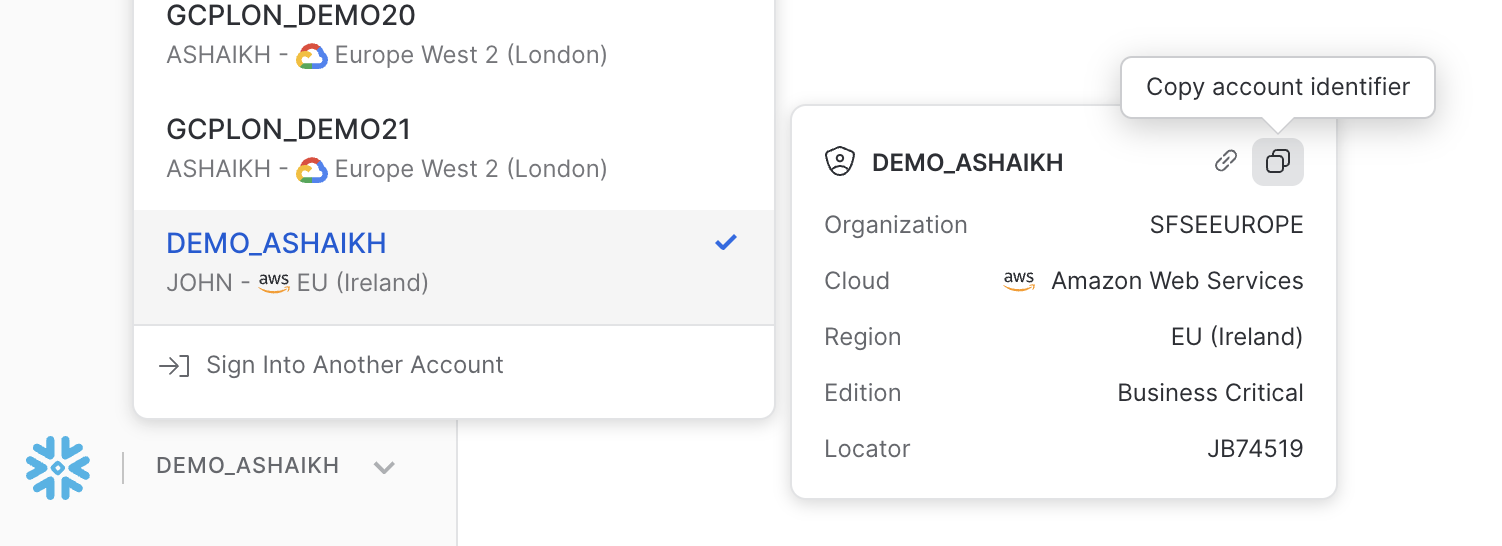 GCPLON_DEMO20
ASHAIKH - Europe West 2 (London)
GCPLON_DEMO21
ASHAIKH - Europe West 2 (London)
DEMO_ASHAIKH
JOHN - aws EU (Ireland)
Sign Into Another Account
DEMO_ASHAIKH
Copy account identifier
DEMO_ASHAIKH
Organization SFSEEUROPE
Cloud aws Amazon Web Services
Region EU (Ireland)
Edition Business Critical
Locator JB74519